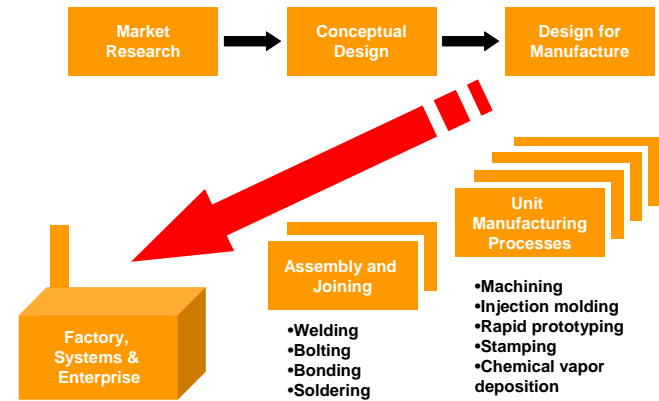 Market
Research
Conceptual
Design
Design for
Manufacture
Unit
Manufacturing
Processes
Assembly and
Joining
Factory,
Systems &
Enterprise
•Welding
•Bolting
•Bonding
•Soldering
•Machining
•Injection molding
•Rapid prototyping
•Stamping
•Chemical vapor
deposition